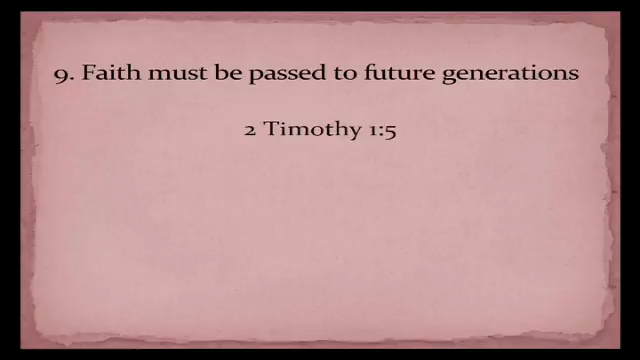 9. Faith must be passed to future generations
2 Timothy 1:5